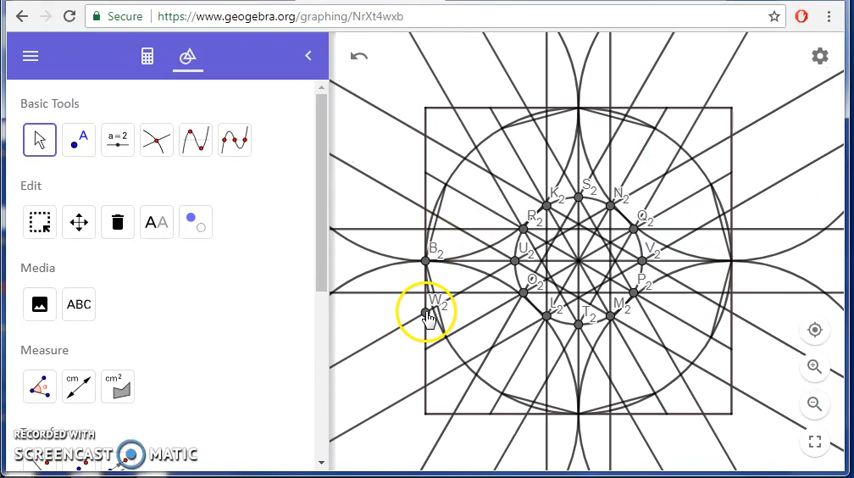 Secure https://www.geogebra.org/graphing/NrXt4wxb
Basic Tools
A
a=2
Edit
AA
Media
ABC
Measure
α
cm
cm²
RECORDED WITH
SCREENCAST MATIC
S₂
K₂
N₂
R₂
Q₂
B₂
U₂
V₂
O₂
P₂
W₂
L₂
T₂
M₂